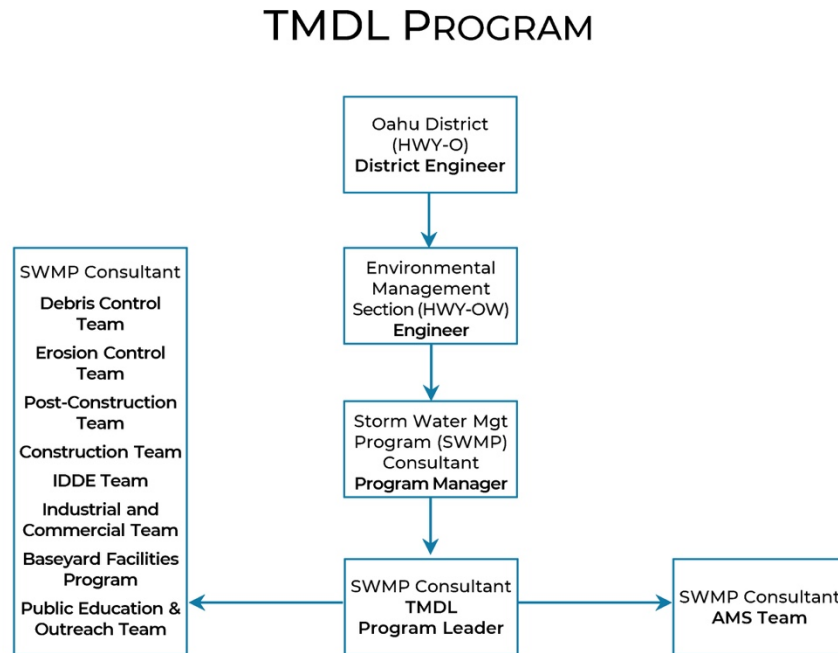 TMDL PROGRAM
Oahu District
(HWY-O)
District Engineer
Environmental
Management
Section (HWY-OW)
Engineer
Storm Water Mgt
Program (SWMP)
Consultant
Program Manager
SWMP Consultant
TMDL
Program Leader
SWMP Consultant
Debris Control
Team
Erosion Control
Team
Post-Construction
Team
Construction Team
IDDE Team
Industrial and
Commercial Team
Baseyard Facilities
Program
Public Education &
Outreach Team
SWMP Consultant
AMS Team